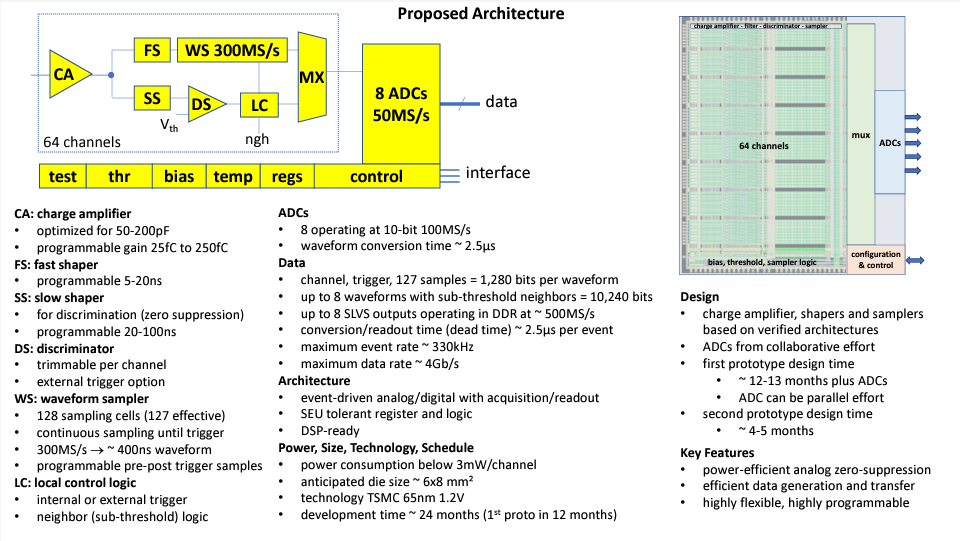 Proposed Architecture
CA
FS
WS 300MS/s
SS
DS
LC
MX
V_th
ngh
64 channels
8 ADCs
50MS/s
data
test
thr
bias
temp
regs
control
interface
charge amplifier - filter - discriminator - sampler
64 channels
mux
ADCs
bias, threshold, sampler logic
configuration
& control
CA: charge amplifier
• optimized for 50-200pF
• programmable gain 25fC to 250fC
FS: fast shaper
• programmable 5-20ns
SS: slow shaper
• for discrimination (zero suppression)
• programmable 20-100ns
DS: discriminator
• trimmable per channel
• external trigger option
WS: waveform sampler
• 128 sampling cells (127 effective)
• continuous sampling until trigger
• 300MS/s → ~ 400ns waveform
• programmable pre-post trigger samples
LC: local control logic
• internal or external trigger
• neighbor (sub-threshold) logic
ADCs
• 8 operating at 10-bit 100MS/s
• waveform conversion time ~ 2.5µs
Data
• channel, trigger, 127 samples = 1,280 bits per waveform
• up to 8 waveforms with sub-threshold neighbors = 10,240 bits
• up to 8 SLVS outputs operating in DDR at ~ 500MS/s
• conversion/readout time (dead time) ~ 2.5µs per event
• maximum event rate ~ 330kHz
• maximum data rate ~ 4Gb/s
Architecture
• event-driven analog/digital with acquisition/readout
• SEU tolerant register and logic
• DSP-ready
Power, Size, Technology, Schedule
• power consumption below 3mW/channel
• anticipated die size ~ 6x8 mm²
• technology TSMC 65nm 1.2V
• development time ~ 24 months (1st proto in 12 months)
Design
• charge amplifier, shapers and samplers
based on verified architectures
• ADCs from collaborative effort
• first prototype design time
• ~ 12-13 months plus ADCs
• ADC can be parallel effort
• second prototype design time
• ~ 4-5 months
Key Features
• power-efficient analog zero-suppression
• efficient data generation and transfer
• highly flexible, highly programmable